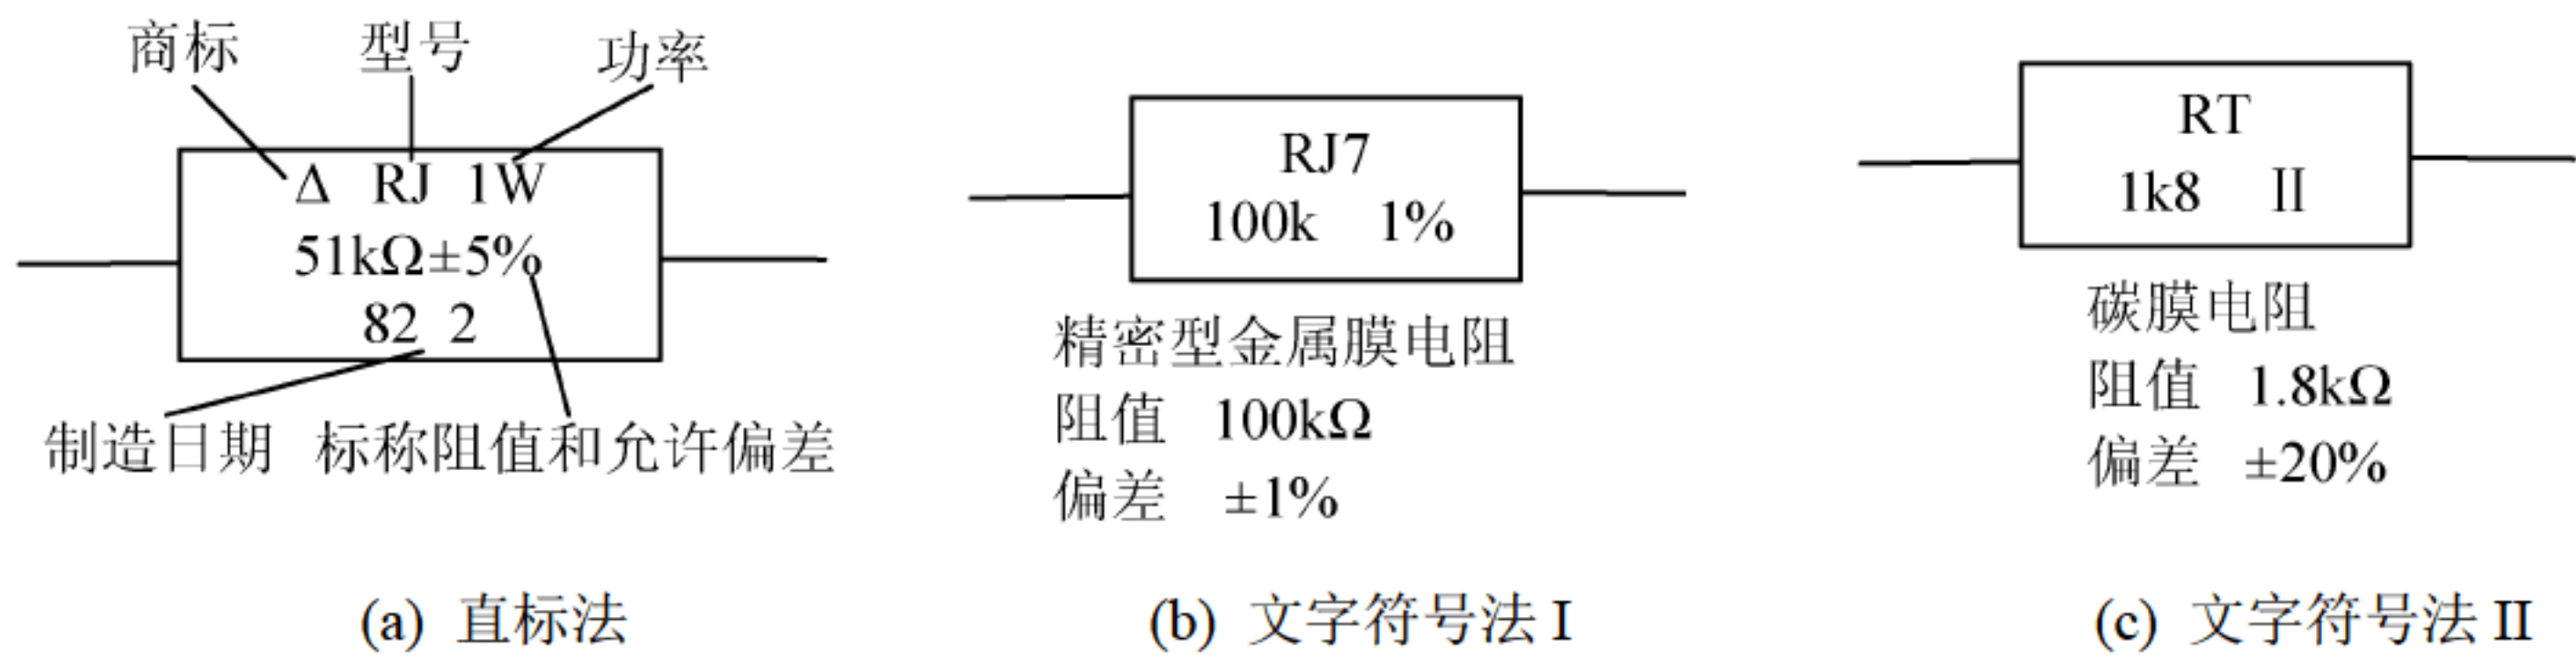 商标 型号 功率
Δ RJ 1W
51kΩ±5%
82 2
制造日期 标称阻值和允许偏差
(a) 直标法
RJ7
100k 1%
精密型金属膜电阻
阻值 100kΩ
偏差 ±1%
(b) 文字符号法 I
RT
1k8 II
碳膜电阻
阻值 1.8kΩ
偏差 ±20%
(c) 文字符号法 II